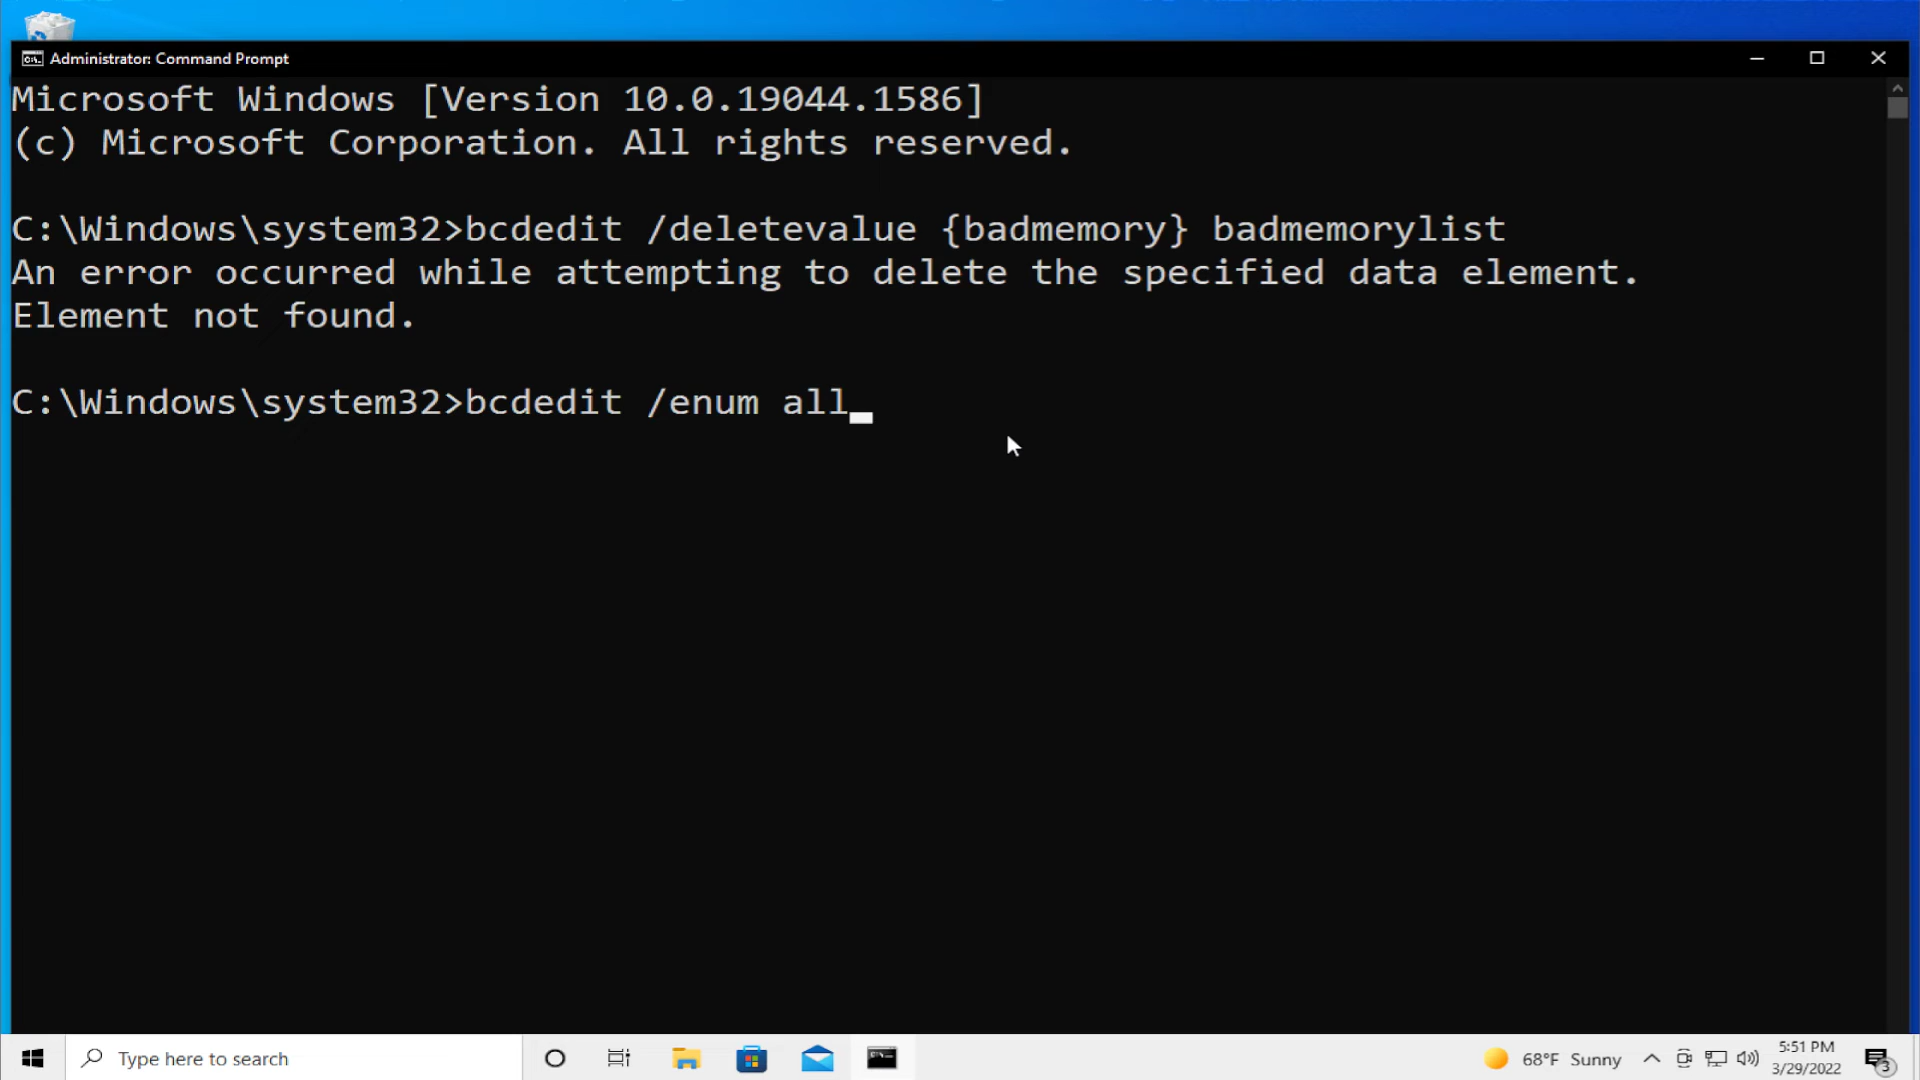 Administrator: Command Prompt
Microsoft Windows [Version 10.0.19044.1586]
(c) Microsoft Corporation. All rights reserved.
C:\Windows\system32>bcdedit /deletevalue {badmemory} badmemorylist
An error occurred while attempting to delete the specified data element.
Element not found.
C:\Windows\system32>bcdedit /enum all
Type here to search
68°F Sunny
5:51 PM
3/29/2022
3